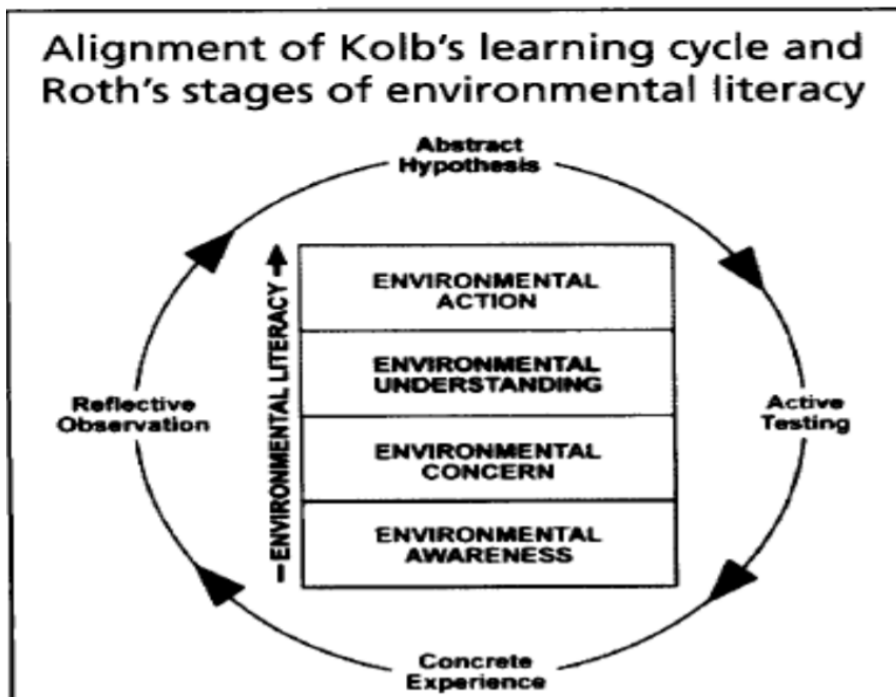 Alignment of Kolb's learning cycle and
Roth's stages of environmental literacy
Abstract
Hypothesis
ENVIRONMENTAL
ACTION
ENVIRONMENTAL
UNDERSTANDING
ENVIRONMENTAL
CONCERN
ENVIRONMENTAL
AWARENESS
ENVIRONMENTAL LITERACY
Reflective
Observation
Active
Testing
Concrete
Experience